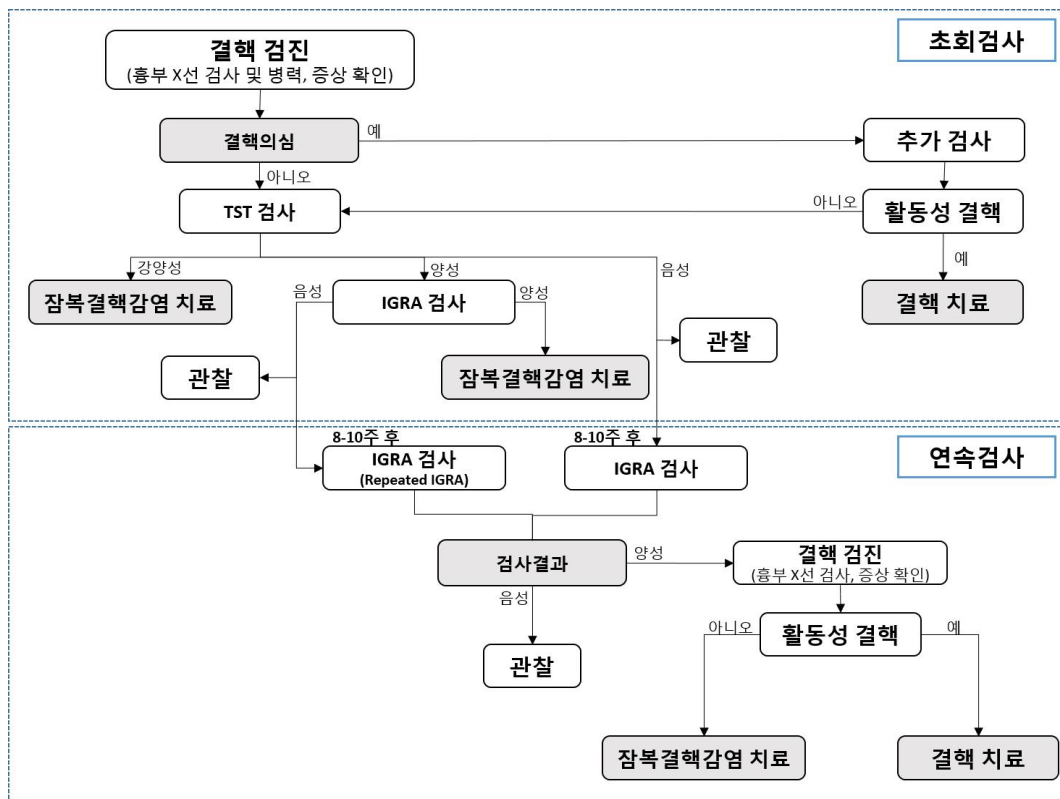 초회검사
결핵 검진
(흉부 X선 검사 및 병력, 증상 확인)
결핵의심
예
추가 검사
아니오
TST 검사
아니오
활동성 결핵
예
강양성
양성
음성
잠복결핵감염 치료
음성
IGRA 검사
양성
결핵 치료
관찰
관찰
잠복결핵감염 치료
연속검사
8-10주 후
IGRA 검사
(Repeated IGRA)
8-10주 후
IGRA 검사
검사결과
양성
결핵 검진
(흉부 X선 검사, 증상 확인)
음성
관찰
아니오
활동성 결핵
예
잠복결핵감염 치료
결핵 치료